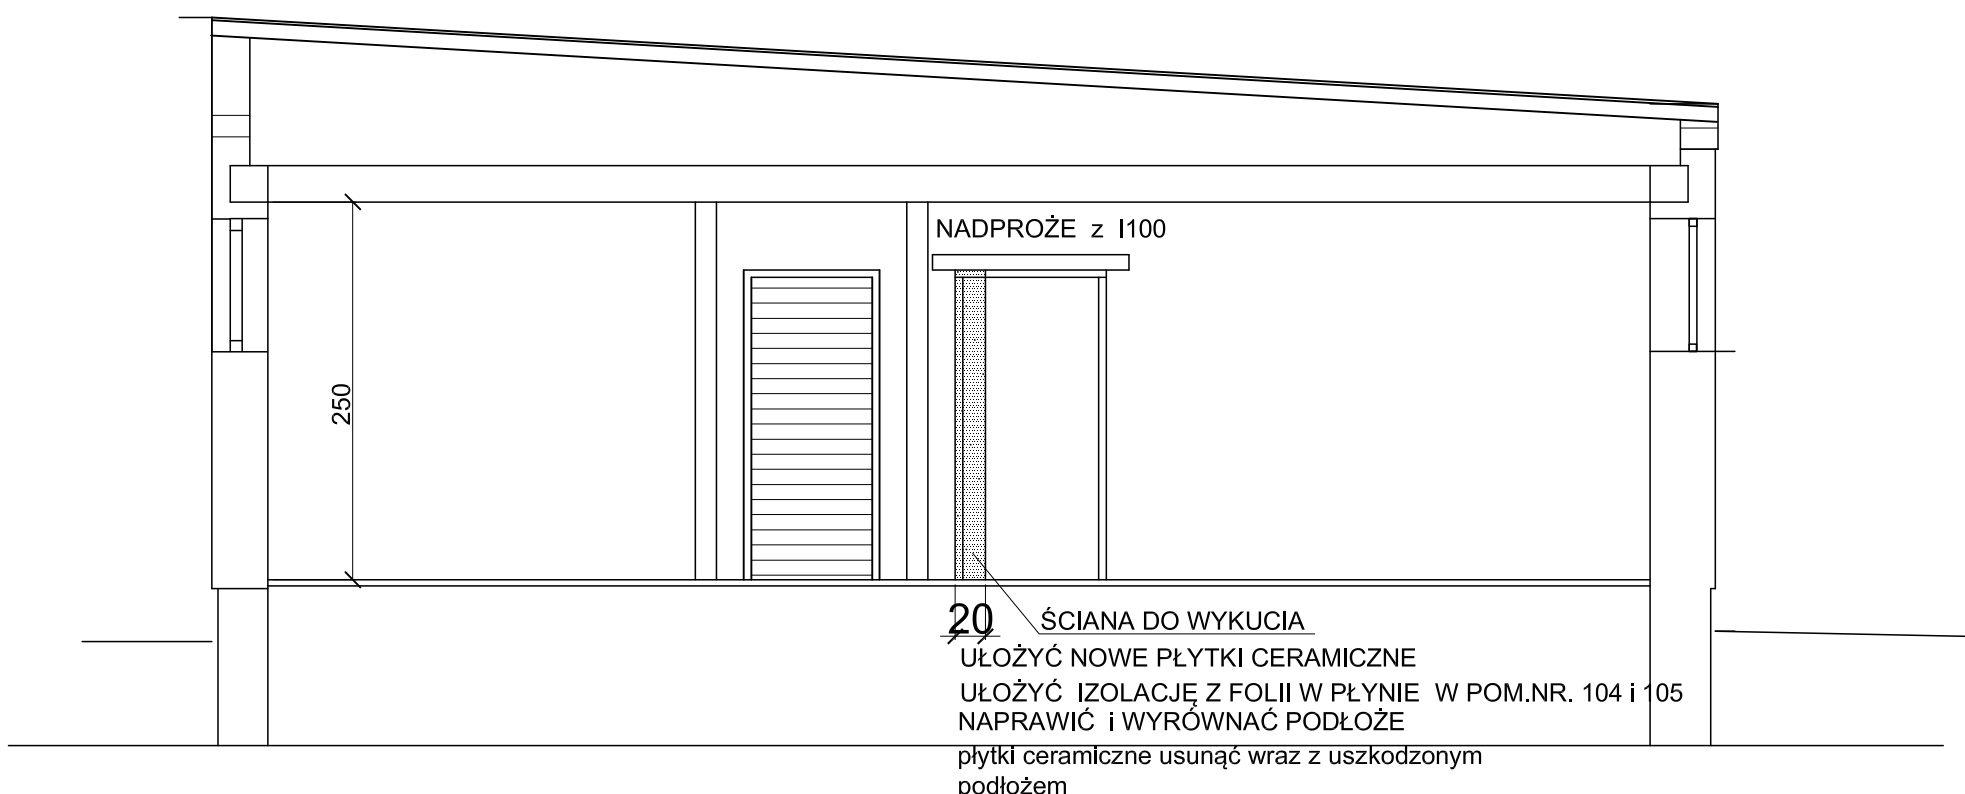 NADPROŻE z I100
250
20
ŚCIANA DO WYKUCIA
UŁOŻYĆ NOWE PŁYTKI CERAMICZNE
UŁOŻYĆ IZOLACJĘ Z FOLII W PŁYNIE W POM.NR. 104 i 105
NAPRAWIĆ i WYRÓWNAĆ PODŁOŻE
płytki ceramiczne usunąć wraz z uszkodzonym
podłożem